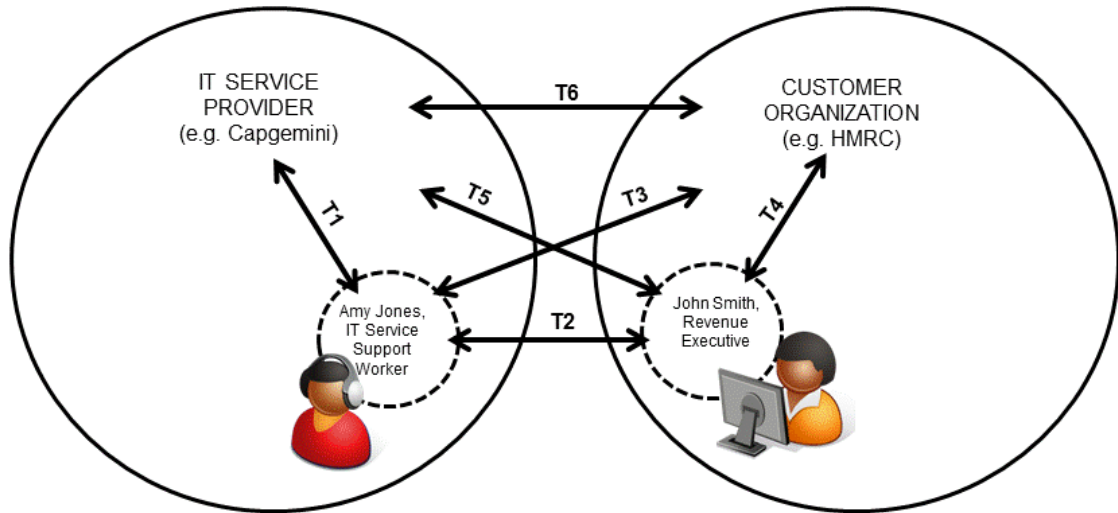 IT SERVICE
PROVIDER
(e.g. Capgemini)
T6
CUSTOMER
ORGANIZATION
(e.g. HMRC)
T1
T5
T3
T4
Amy Jones,
IT Service
Support
Worker
T2
John Smith,
Revenue
Executive